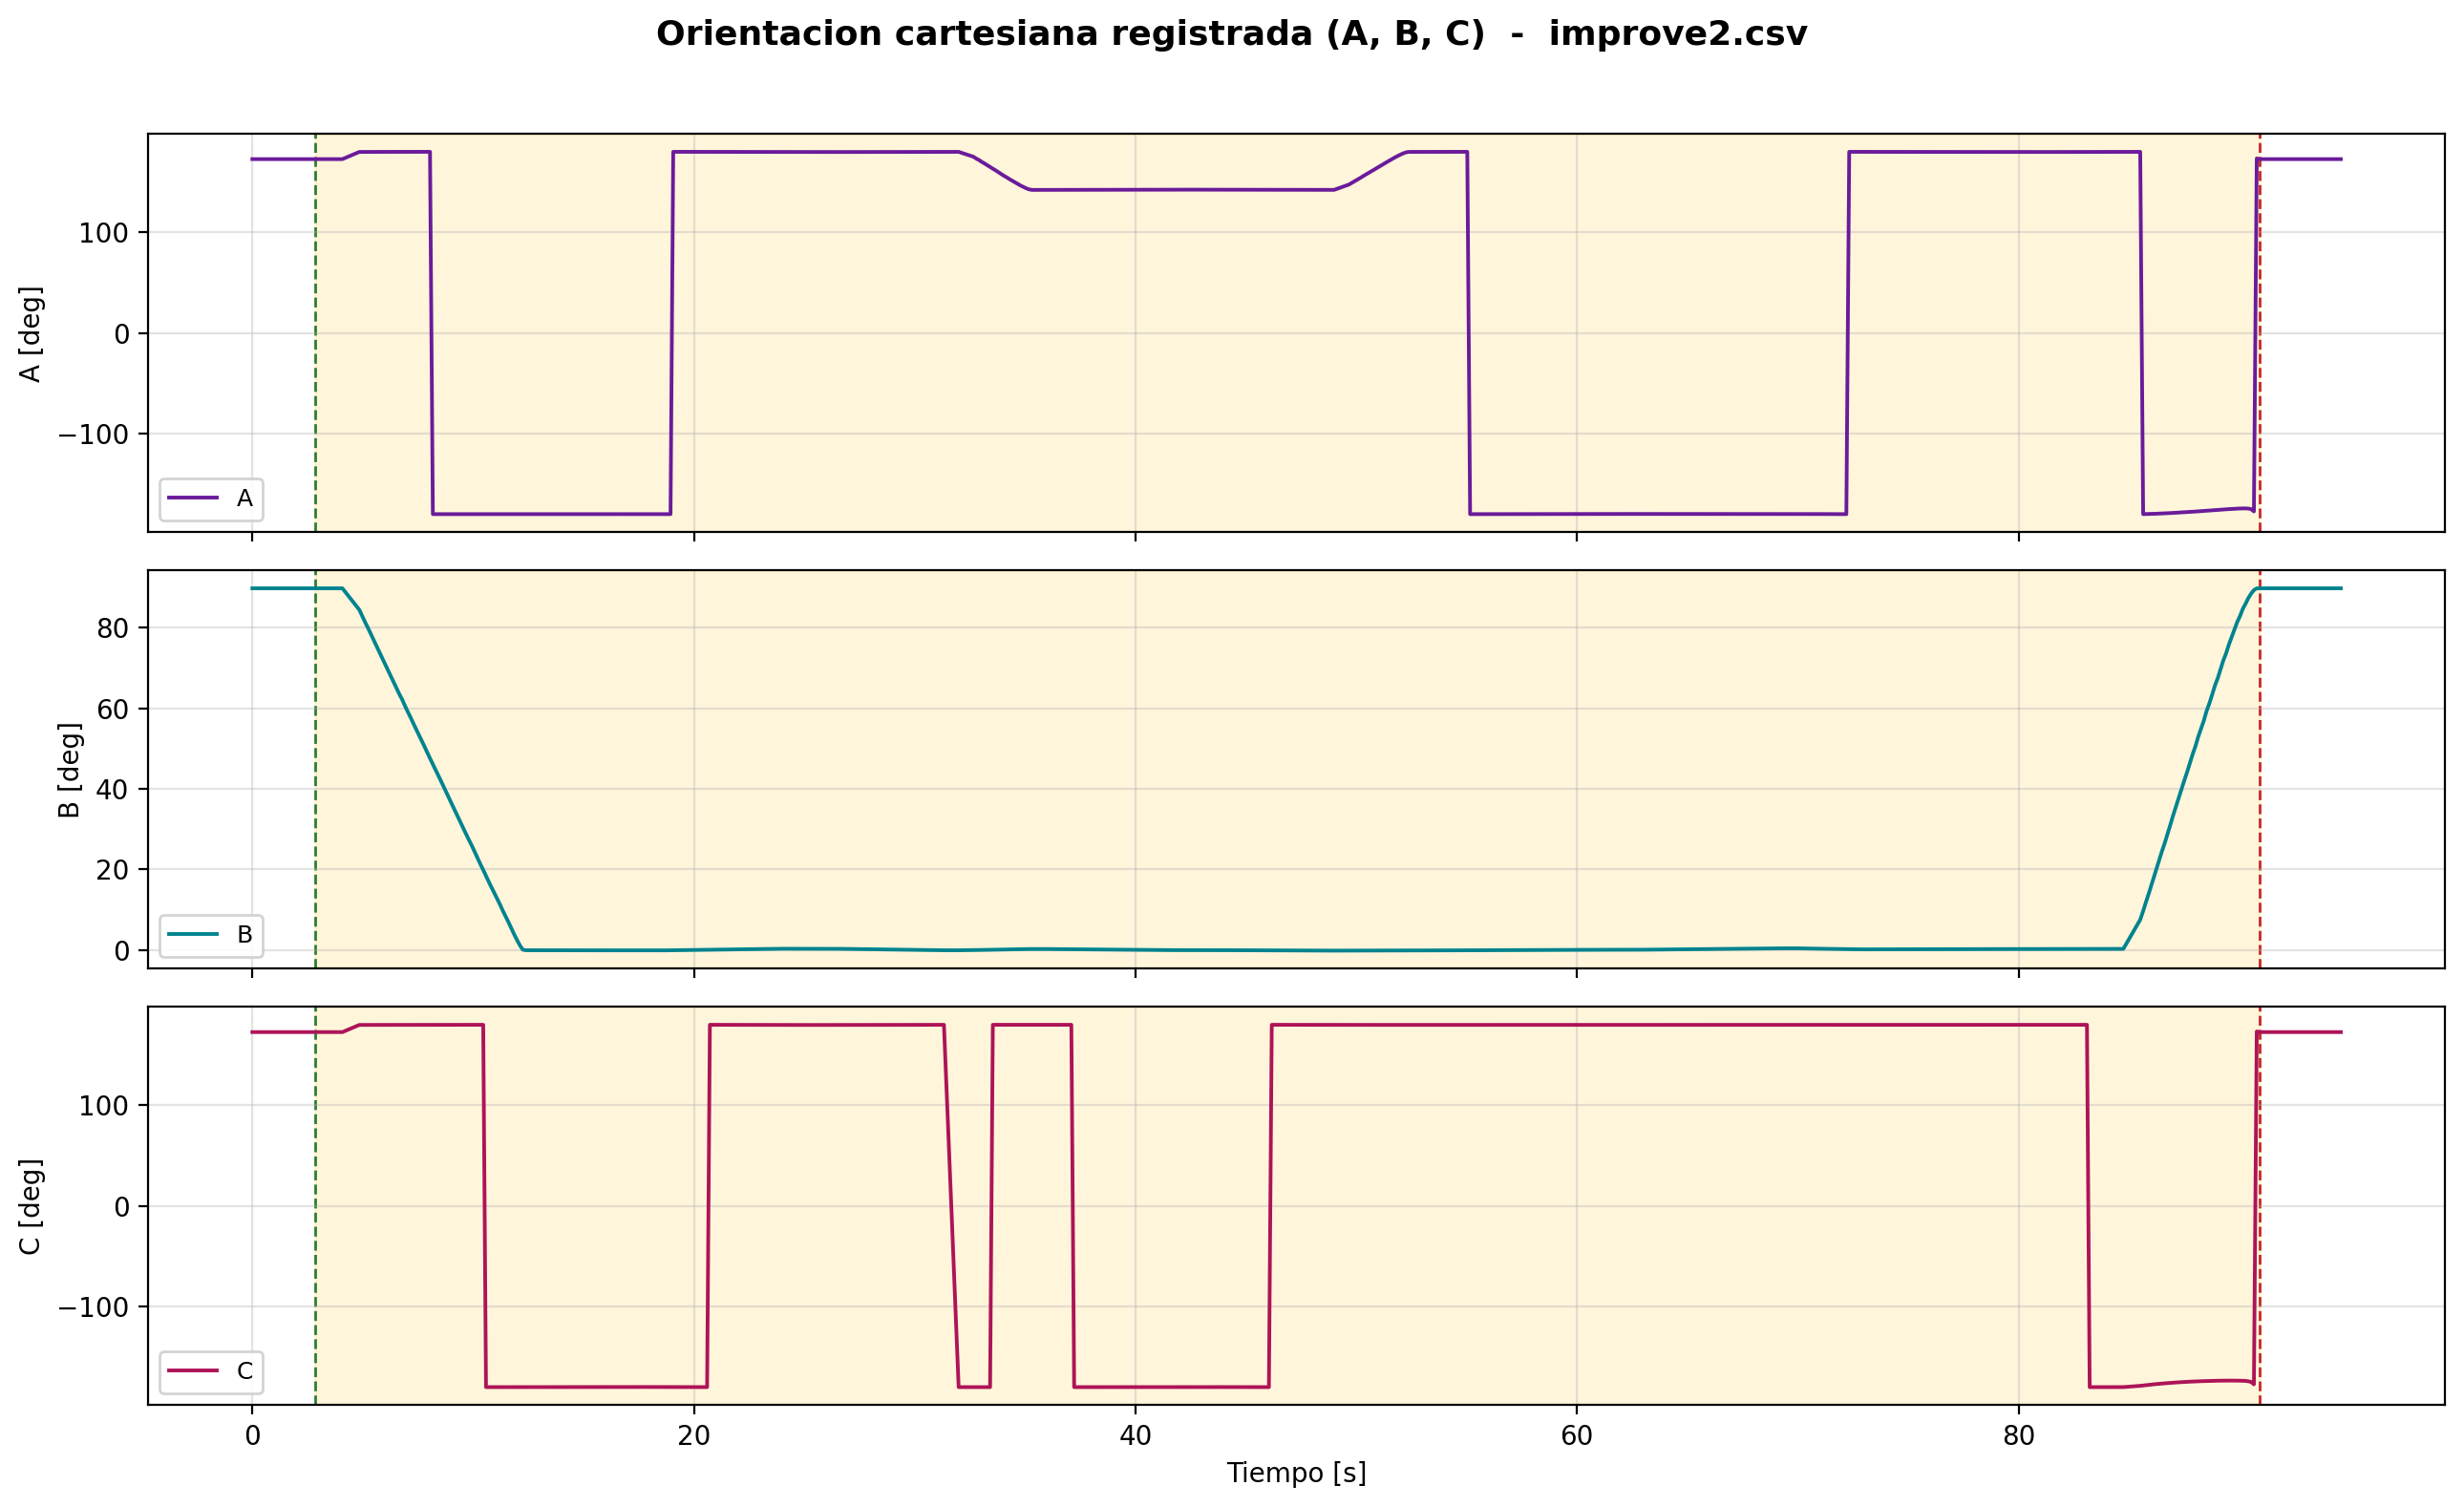 Orientacion cartesiana registrada (A, B, C)  -  improve2.csv
A [deg]
100
0
−100
A
B [deg]
80
60
40
20
0
B
C [deg]
100
0
−100
C
0 20 40 60 80
Tiempo [s]